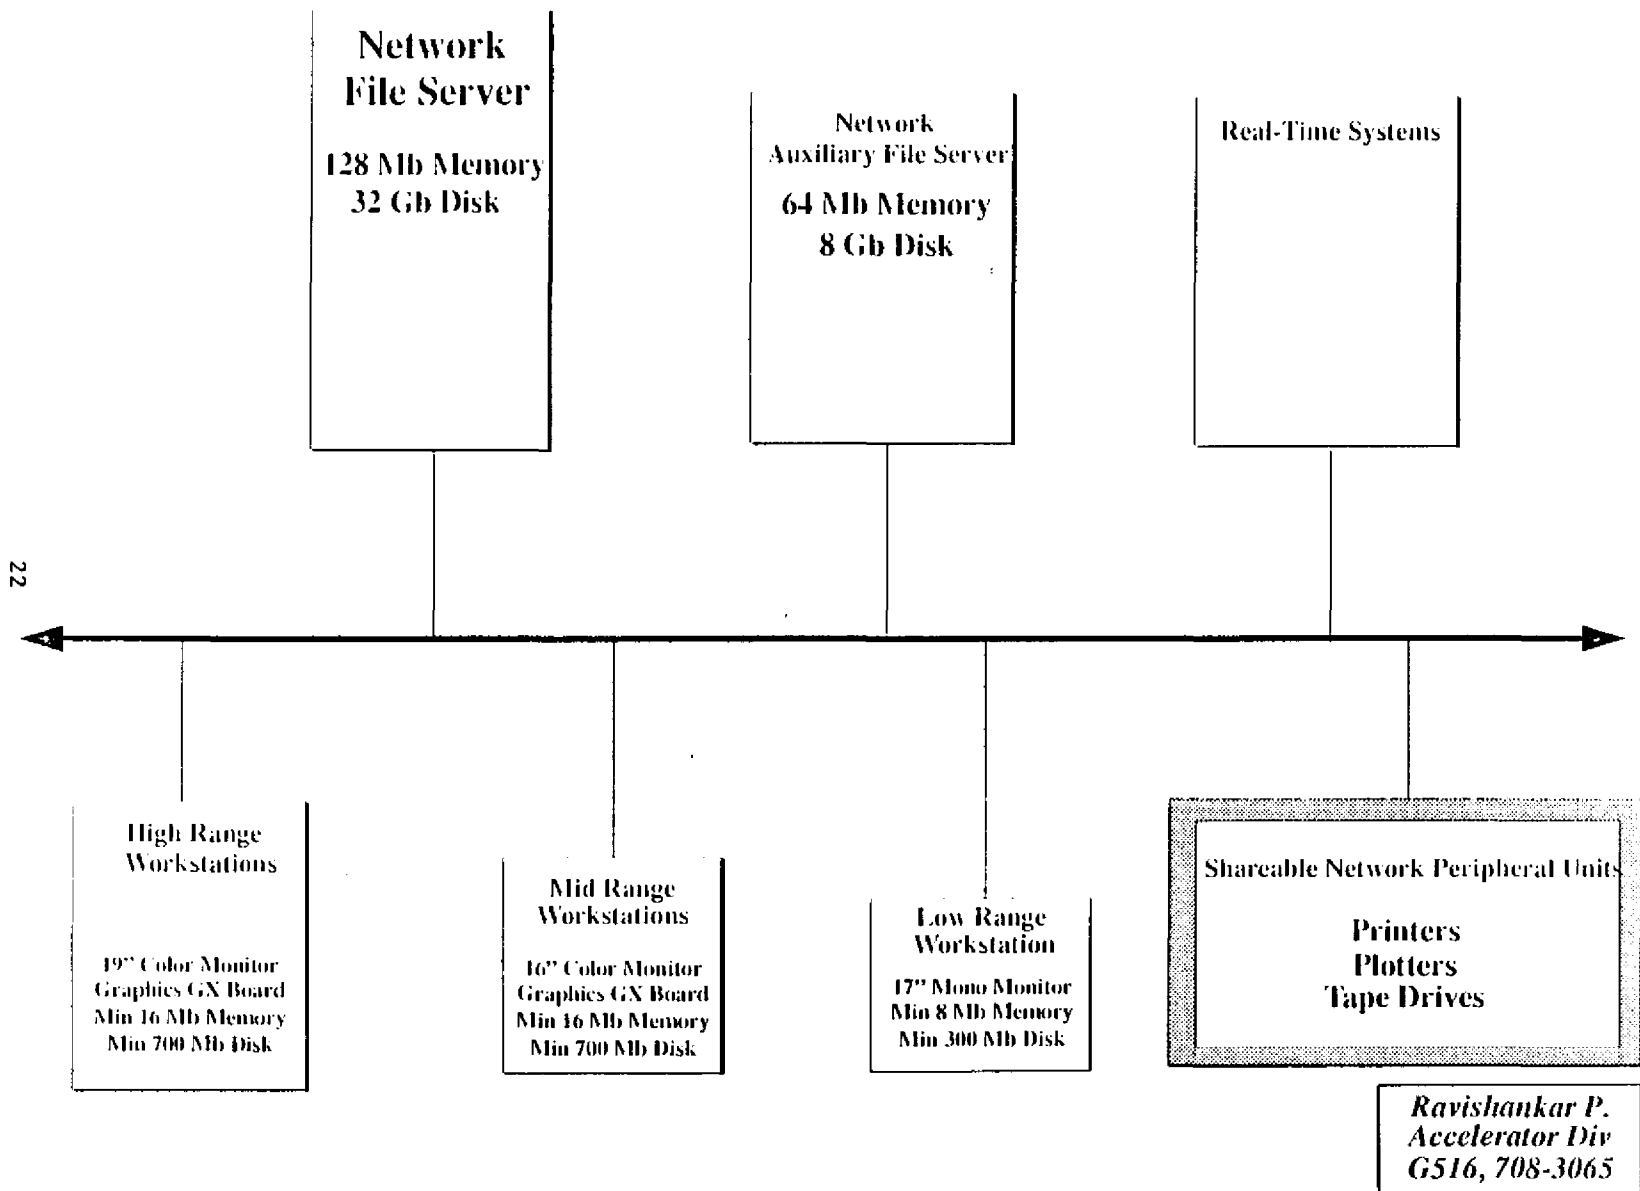 Network
File Server
128 Mb Memory
32 Gb Disk
Network
Auxiliary File Server
64 Mb Memory
8 Gb Disk
Real-Time Systems
22
High Range
Workstations
19" Color Monitor
Graphics GX Board
Min 16 Mb Memory
Min 700 Mb Disk
Mid Range
Workstations
16" Color Monitor
Graphics GX Board
Min 16 Mb Memory
Min 700 Mb Disk
Low Range
Workstation
17" Mono Monitor
Min 8 Mb Memory
Min 300 Mb Disk
Shareable Network Peripheral Units
Printers
Plotters
Tape Drives
Ravishankar P.
Accelerator Div
G516, 708-3065